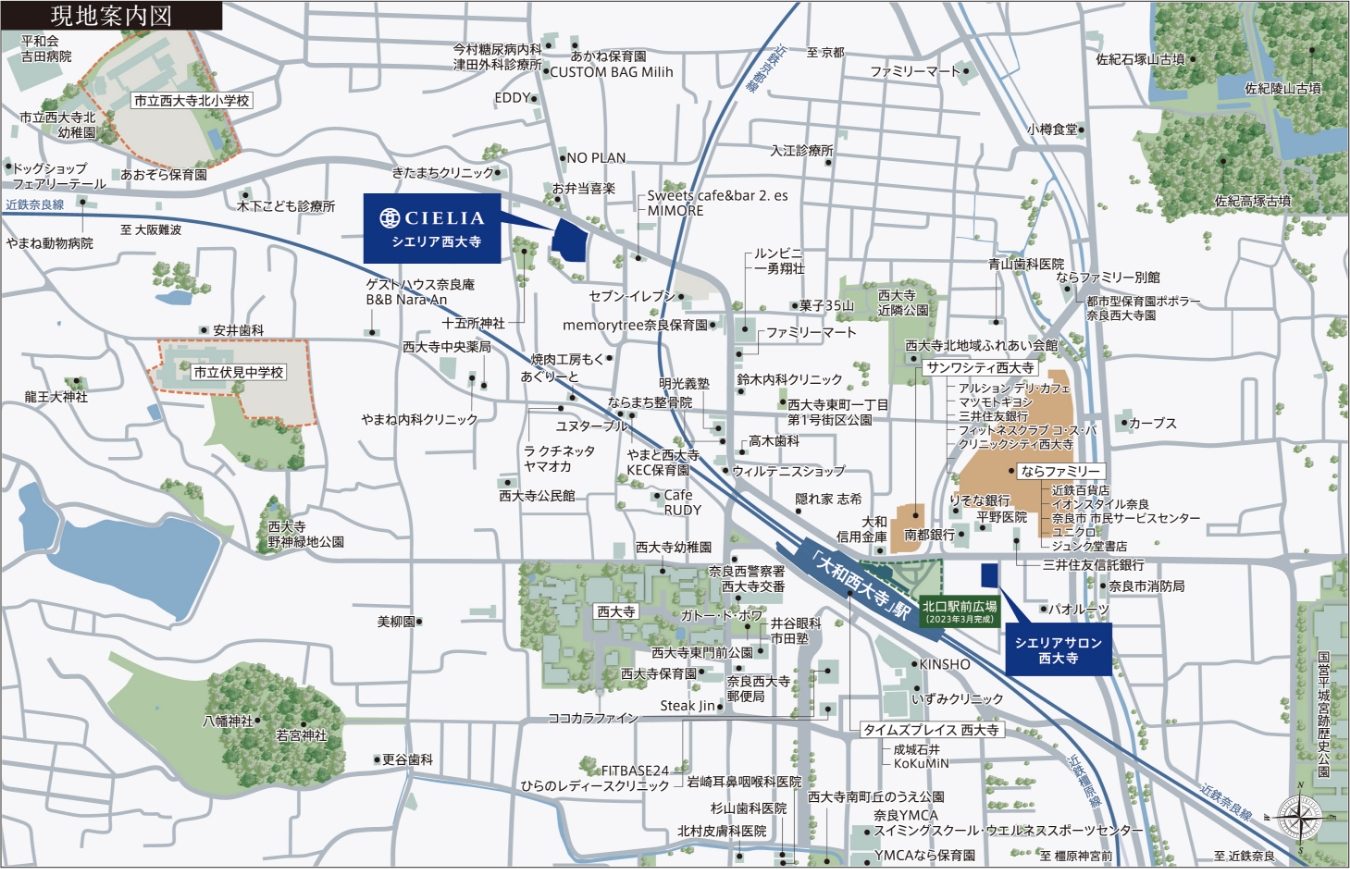 現地案内図
平和会
吉田病院
市立西大寺北小学校
市立西大寺北
幼稚園
ドッグショップ
フェアリーテール
あおぞら保育園
近鉄奈良線
やまね動物病院
至 大阪難波
木下こども診療所
今村糖尿病内科
津田外科診療所
あかね保育園
CUSTOM BAG Milih
EDDY
NO PLAN
きたまちクリニック
お弁当喜楽
Sweets cafe&bar 2. es
MIMORE
CIELIA
シエリア西大寺
近鉄京都線
至 京都
ファミリーマート
入江診療所
小樽食堂
佐紀石塚山古墳
佐紀陵山古墳
佐紀高塚古墳
ルンビニ
一勇翔壮
青山歯科医院
ならファミリー別館
都市型保育園ポポラー
奈良西大寺園
ゲストハウス奈良庵
B&B Nara An
セブン-イレブン
十五所神社
memorytree奈良保育園
菓子35山
西大寺
近隣公園
ファミリーマート
安井歯科
西大寺中央薬局
焼肉工房もく
あぐりーと
西大寺北地域ふれあい会館
サンワシティ西大寺
アルション デリ・カフェ
マツモトキヨシ
三井住友銀行
フィットネスクラブ コ・ス・パ
クリニックシティ西大寺
市立伏見中学校
龍王大神社
明光義塾
鈴木内科クリニック
ならまち整骨院
西大寺東町一丁目
第1号街区公園
やまね内科クリニック
ユヌターブル
高木歯科
カーブス
ラ クチネッタ
ヤマオカ
やまと西大寺
KEC保育園
ウィルテニスショップ
ならファミリー
近鉄百貨店
イオンスタイル奈良
奈良市 市民サービスセンター
ユニクロ
ジュンク堂書店
西大寺公民館
Cafe
RUDY
隠れ家 志希
りそな銀行
大和
信用金庫
南都銀行
平野医院
西大寺
野神緑地公園
西大寺幼稚園
三井住友信託銀行
奈良西警察署
西大寺交番
「大和西大寺」駅
奈良市消防局
北口駅前広場
(2023年3月完成)
パオルーツ
西大寺
ガトー・ド・ボワ
井谷眼科
市田塾
シエリアサロン
西大寺
美柳園
西大寺東門前公園
西大寺保育園
奈良西大寺
郵便局
KINSHO
いずみクリニック
国営平城宮跡歴史公園
Steak Jin
ココカラファイン
八幡神社
若宮神社
タイムズプレイス 西大寺
成城石井
KoKuMiN
更谷歯科
FITBASE24
ひらのレディースクリニック
岩崎耳鼻咽喉科医院
近鉄橿原線
近鉄奈良線
杉山歯科医院
西大寺南町丘のうえ公園
奈良YMCA
スイミングスクール・ウエルネススポーツセンター
北村皮膚科医院
YMCAなら保育園
至 橿原神宮前
至 近鉄奈良
N
S